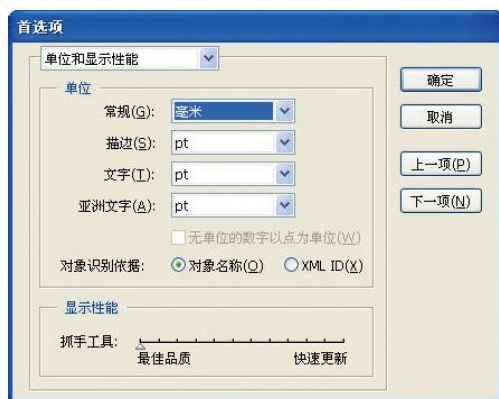 首选项
单位和显示性能
确定
单位
取消
常规(G): 毫米
描边(S): pt
上一项(P)
文字(T): pt
下一项(N)
亚洲文字(A): pt
无单位的数字以点为单位(W)
对象识别依据: 对象名称(O) XML ID(X)
显示性能
抓手工具:
最佳品质 快速更新